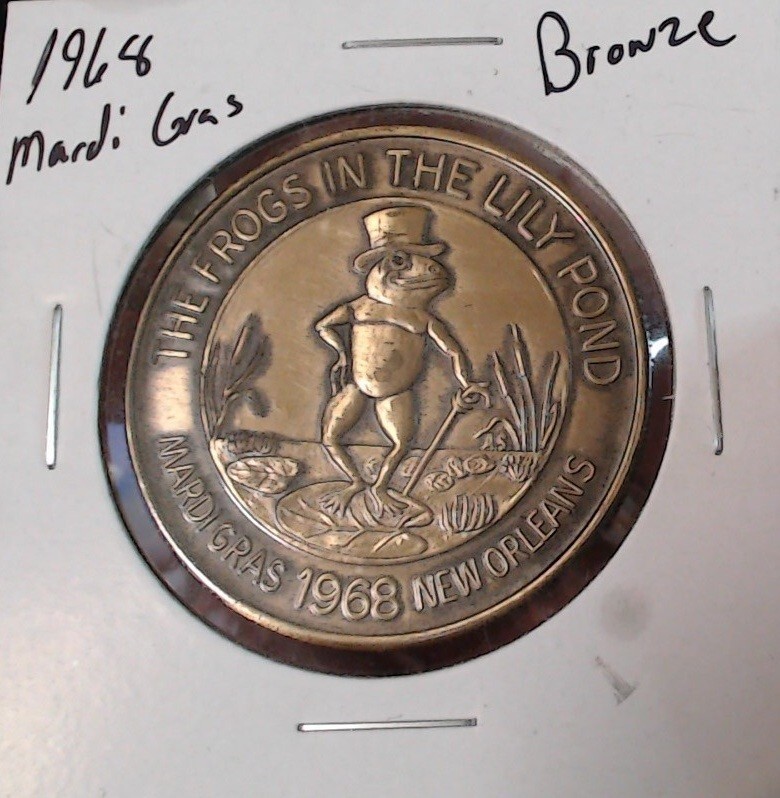 1968
Mardi Gras
Bronze
THE FROGS IN THE LILY POND
MARDI GRAS 1968 NEW ORLEANS